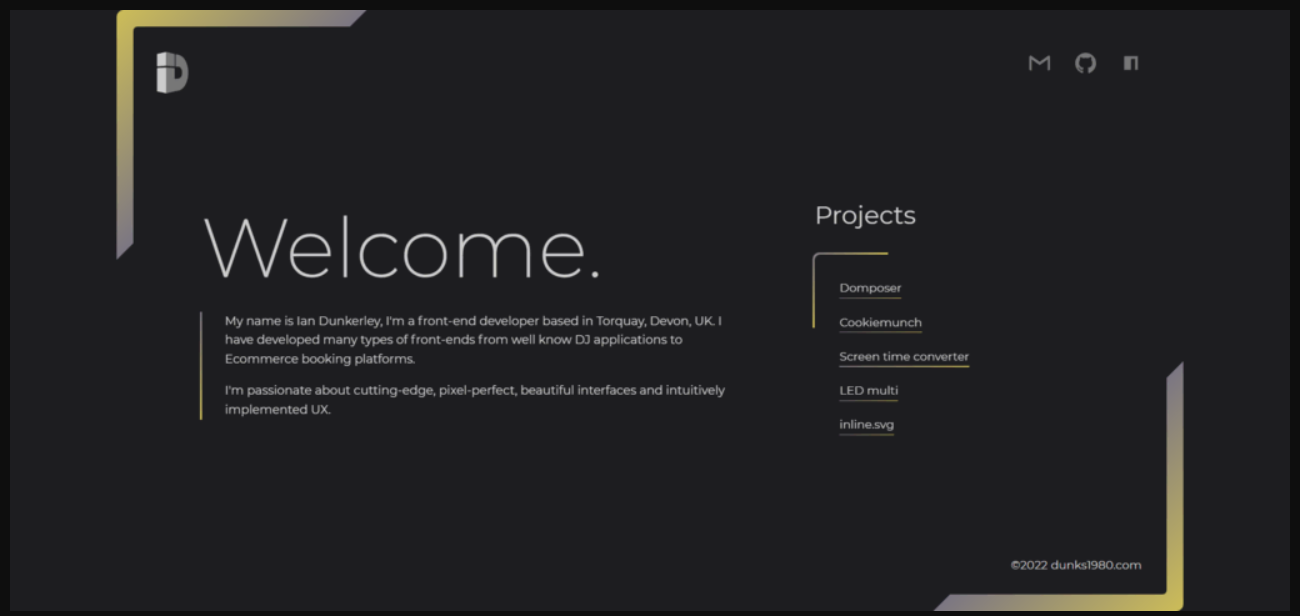 Welcome.
My name is Ian Dunkerley, I'm a front-end developer based in Torquay, Devon, UK. I
have developed many types of front-ends from well know DJ applications to
Ecommerce booking platforms.
I'm passionate about cutting-edge, pixel-perfect, beautiful interfaces and intuitively
implemented UX.
Projects
Domposer
Cookiemunch
Screen time converter
LED multi
inline.svg
©2022 dunks1980.com